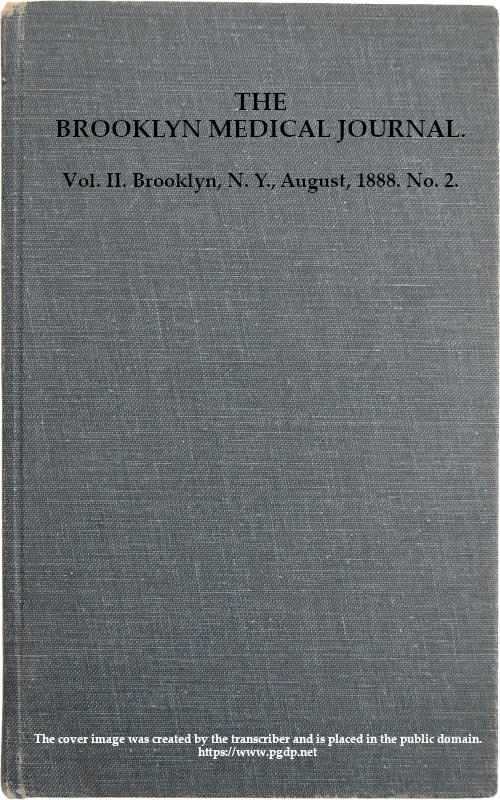 THE
BROOKLYN MEDICAL JOURNAL.
Vol. II. Brooklyn, N. Y., August, 1888. No. 2.
The cover image was created by the transcriber and is placed in the public domain.
https://www.pgdp.net